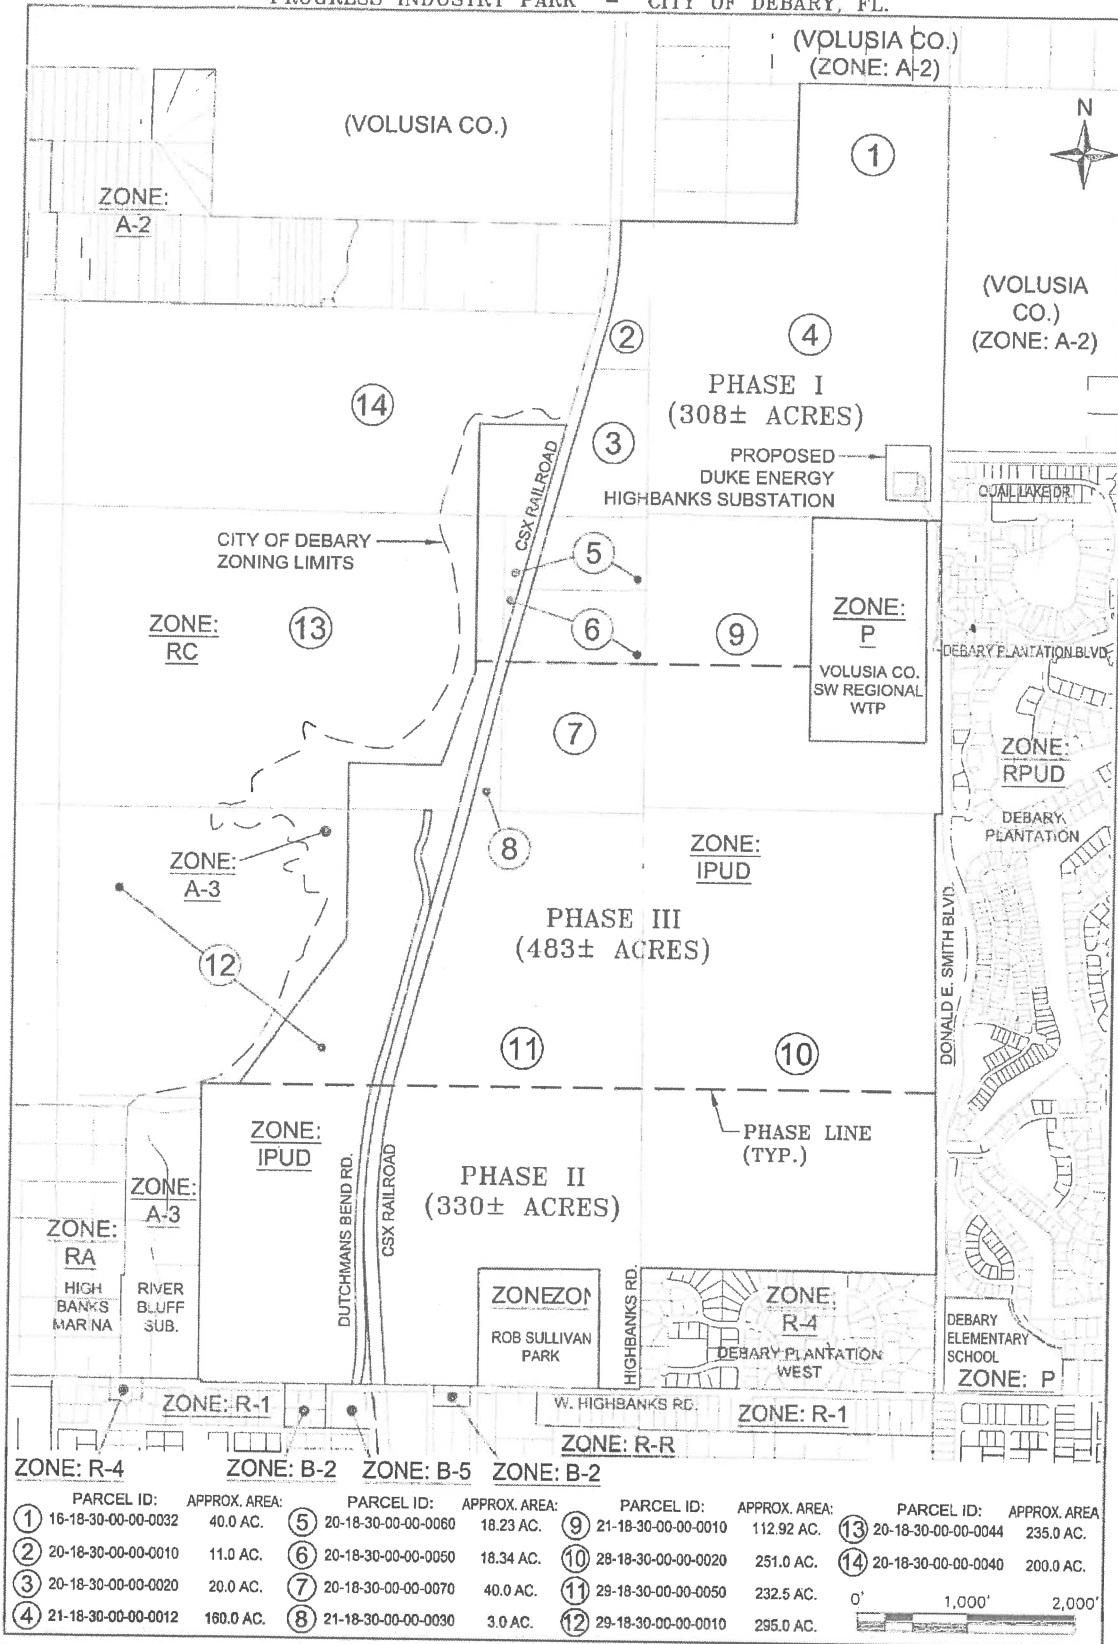 PROGRESS INDUSTRY PARK - CITY OF DEBARY, FL.
(VOLUSIA CO.)
(ZONE: A-2)
(VOLUSIA CO.)
N
1
ZONE:
A-2
(VOLUSIA
CO.)
(ZONE: A-2)
2
4
PHASE I
(308± ACRES)
14
3
PROPOSED
DUKE ENERGY
HIGHBANKS SUBSTATION
QUAIL LAKE DR.
CSX RAILROAD
CITY OF DEBARY
ZONING LIMITS
5
ZONE:
RC
13
6
9
ZONE:
P
VOLUSIA CO.
SW REGIONAL
WTP
DEBARY PLANTATION BLVD.
7
ZONE:
RPUD
DEBARY
PLANTATION
8
ZONE:
A-3
ZONE:
IPUD
PHASE III
(483± ACRES)
12
DONALD E. SMITH BLVD.
11
10
ZONE:
IPUD
PHASE LINE
(TYP.)
PHASE II
(330± ACRES)
ZONE:
A-3
ZONE:
RA
HIGH
BANKS
MARINA
RIVER
BLUFF
SUB.
DUTCHMANS BEND RD.
CSX RAILROAD
ZONEZON
ROB SULLIVAN
PARK
HIGHBANKS RD.
ZONE:
R-4
DEBARY PLANTATION
WEST
DEBARY
ELEMENTARY
SCHOOL
ZONE: P
ZONE: R-1
W. HIGHBANKS RD.
ZONE: R-1
ZONE: R-R
ZONE: R-4
ZONE: B-2
ZONE: B-5
ZONE: B-2
PARCEL ID: APPROX. AREA: PARCEL ID: APPROX. AREA: PARCEL ID: APPROX. AREA: PARCEL ID: APPROX. AREA
1 16-18-30-00-00-0032 40.0 AC. 5 20-18-30-00-00-0060 18.23 AC. 9 21-18-30-00-00-0010 112.92 AC. 13 20-18-30-00-00-0044 235.0 AC.
2 20-18-30-00-00-0010 11.0 AC. 6 20-18-30-00-00-0050 18.34 AC. 10 28-18-30-00-00-0020 251.0 AC. 14 20-18-30-00-00-0040 200.0 AC.
3 20-18-30-00-00-0020 20.0 AC. 7 20-18-30-00-00-0070 40.0 AC. 11 29-18-30-00-00-0050 232.5 AC.
4 21-18-30-00-00-0012 160.0 AC. 8 21-18-30-00-00-0030 3.0 AC. 12 29-18-30-00-00-0010 295.0 AC.
0' 1,000' 2,000'